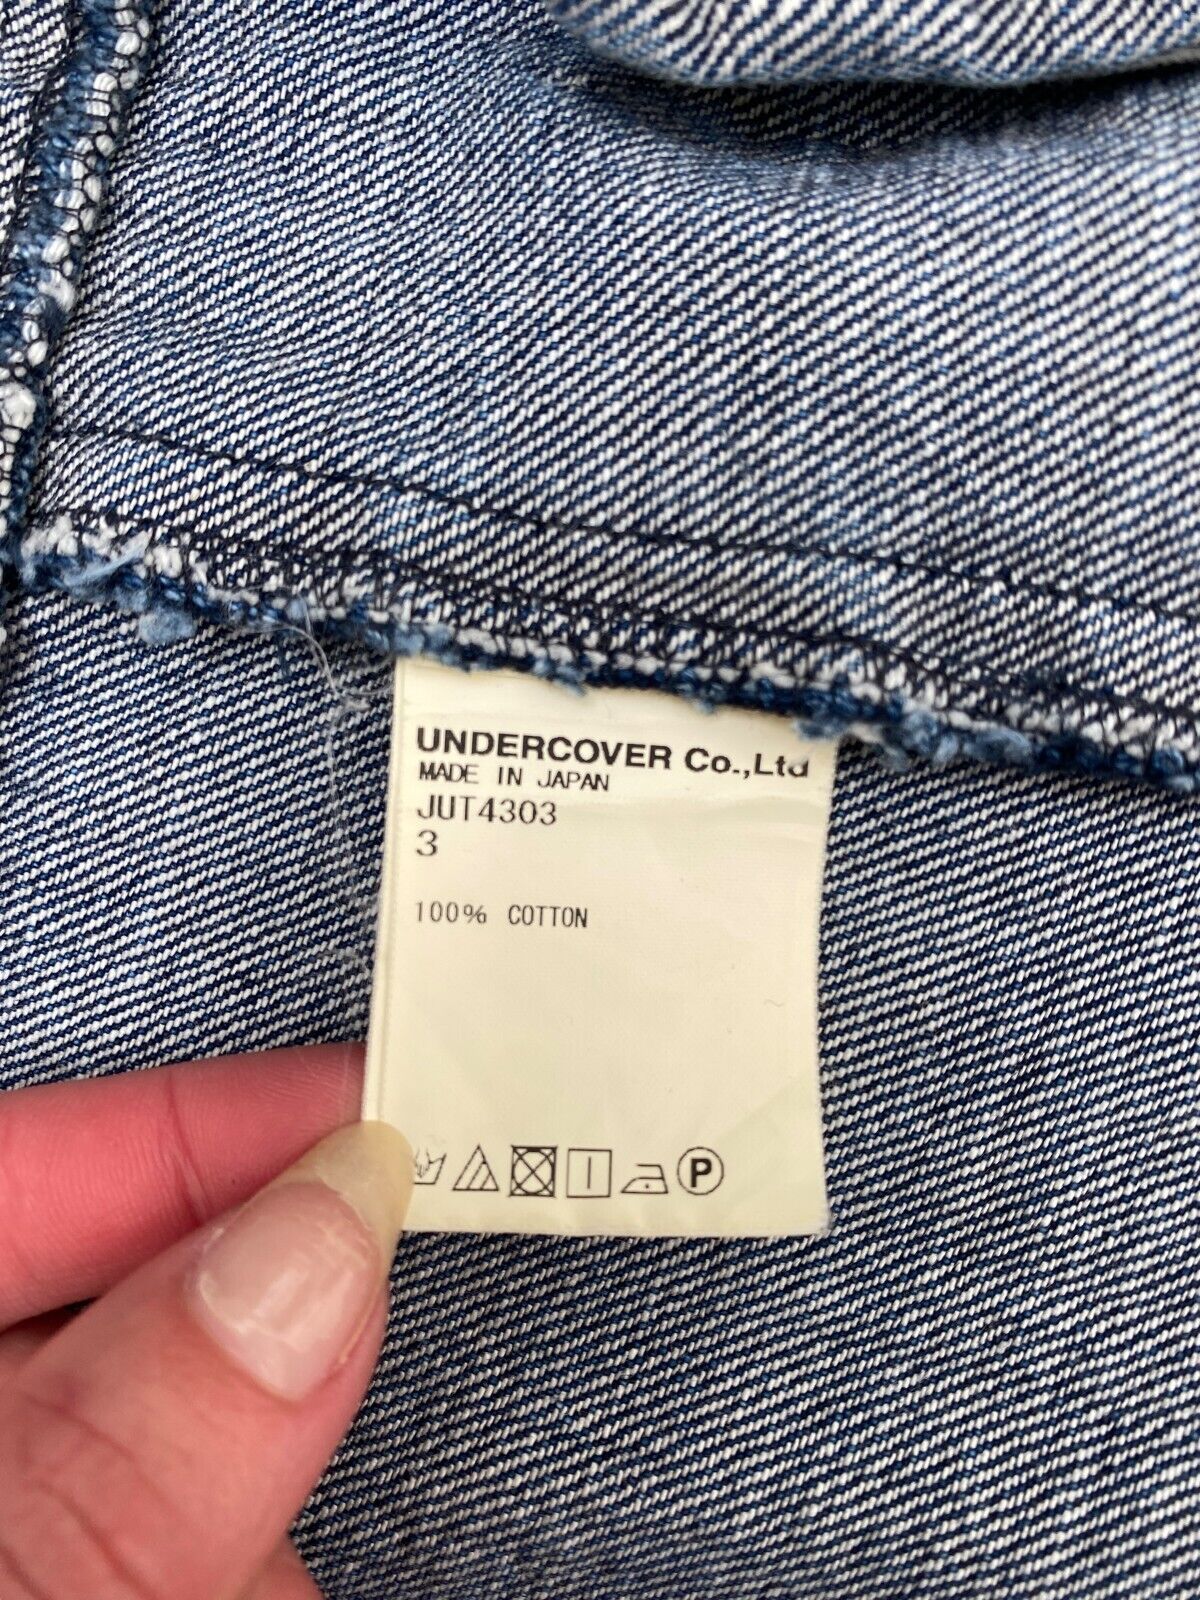 UNDERCOVER Co.,Ltd
MADE IN JAPAN
JUT4303
3
100% COTTON
P